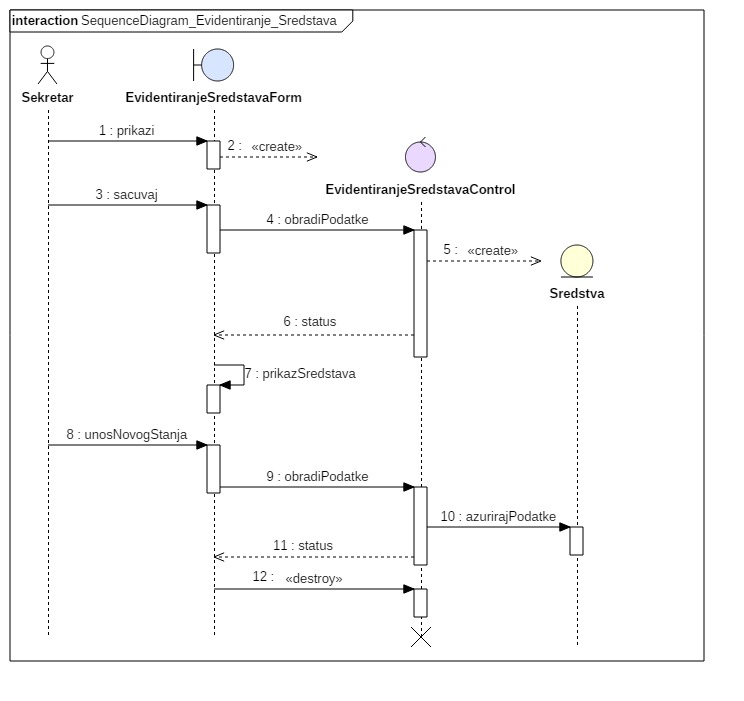 interaction SequenceDiagram_Evidentiranje_Sredstava
Sekretar
EvidentiranjeSredstavaForm
1 : prikazi
2 : «create»
EvidentiranjeSredstavaControl
3 : sacuvaj
4 : obradiPodatke
5 : «create»
Sredstva
6 : status
7 : prikazSredstava
8 : unosNovogStanja
9 : obradiPodatke
10 : azurirajPodatke
11 : status
12 : «destroy»